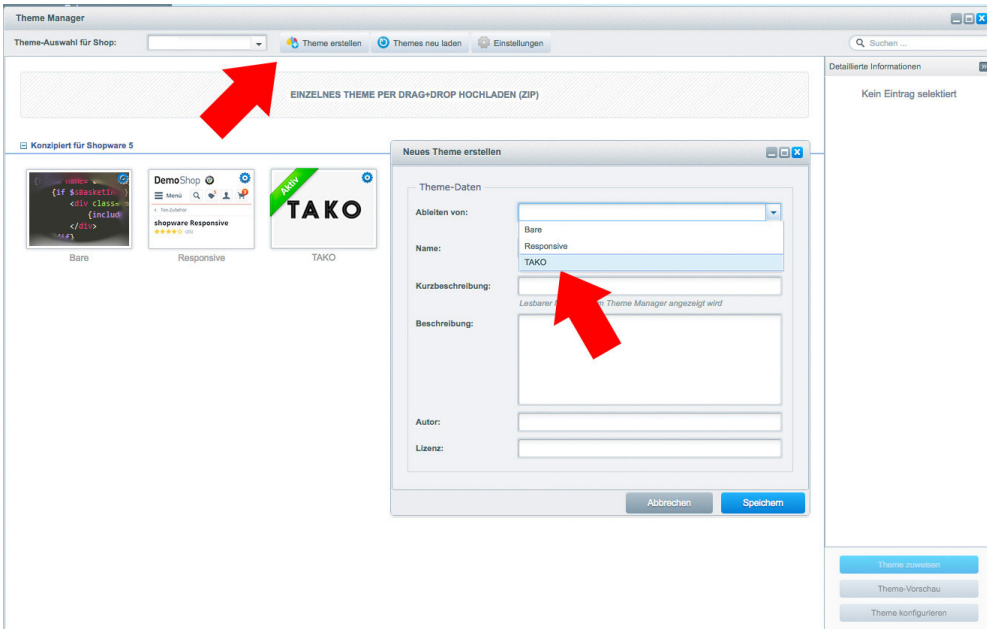 Theme Manager
Theme-Auswahl für Shop:
Theme erstellen
Themes neu laden
Einstellungen
Suchen ...
Detaillierte Informationen
Kein Eintrag selektiert
EINZELNES THEME PER DRAG+DROP HOCHLADEN (ZIP)
Konzipiert für Shopware 5
{if $sBasketIn
<div class=
{includ
</div>
DemoShop
Menü
shopware Responsive
Aktiv
TAKO
Bare
Responsive
TAKO
Neues Theme erstellen
Theme-Daten
Ableiten von:
Bare
Responsive
TAKO
Name:
Kurzbeschreibung:
Lesbarer Theme Manager angezeigt wird
Beschreibung:
Autor:
Lizenz:
Abbrechen
Speichern
Theme zuweisen
Theme-Vorschau
Theme konfigurieren